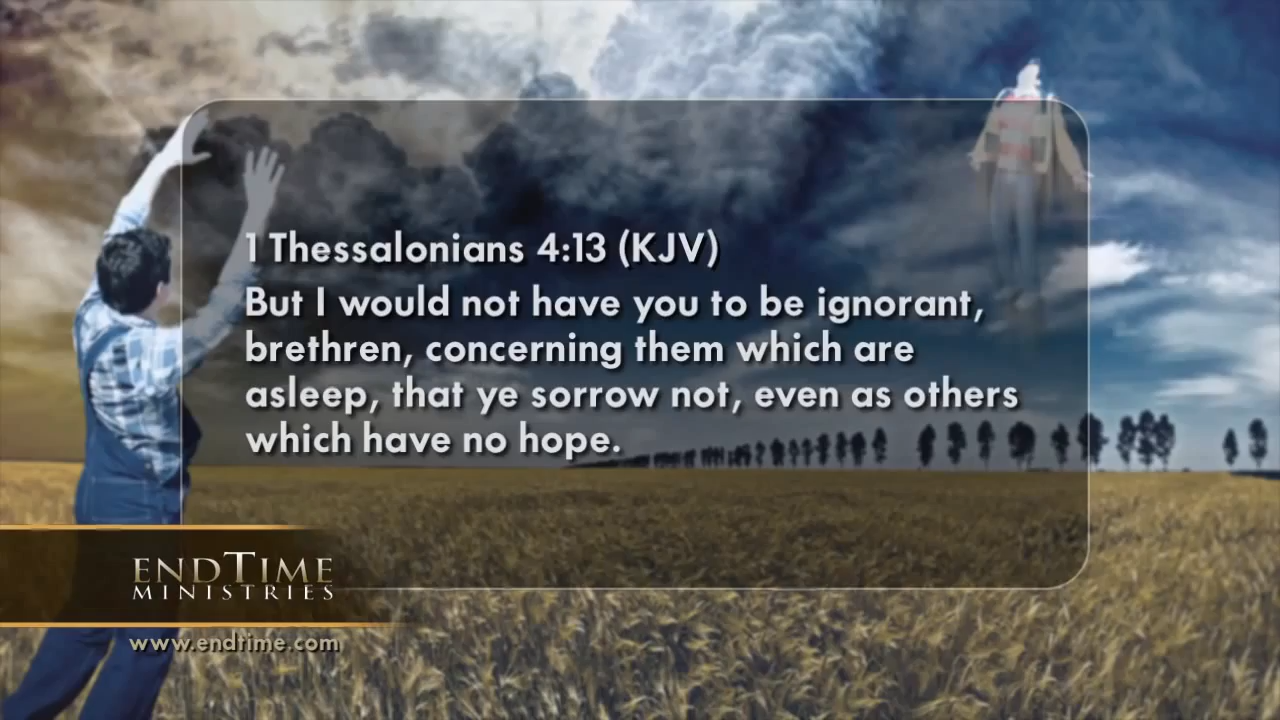 1 Thessalonians 4:13 (KJV)
But I would not have you to be ignorant,
brethren, concerning them which are
asleep, that ye sorrow not, even as others
which have no hope.
ENDTIME
MINISTRIES
www.endtime.com